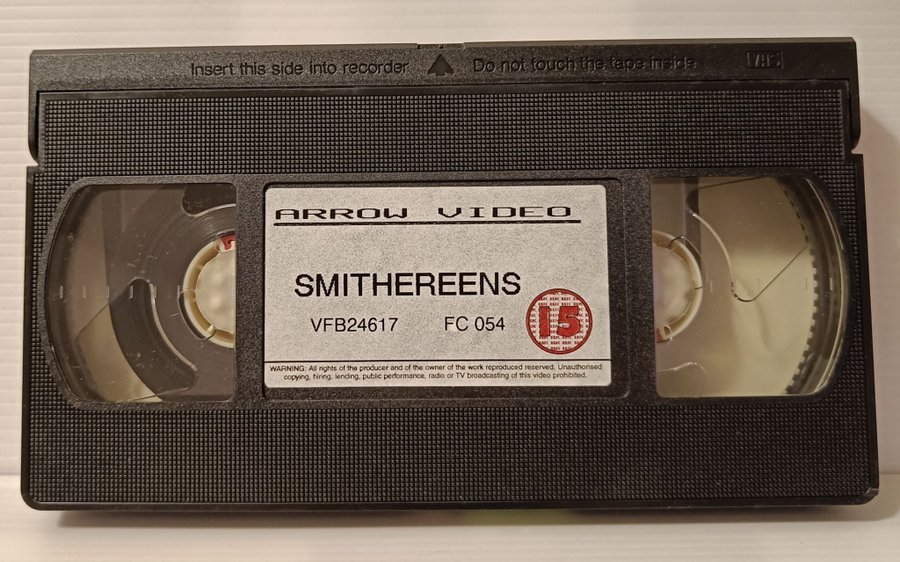 Insert this side into recorder Do not touch the tape inside VHS
ARROW VIDEO
SMITHEREENS
VFB24617 FC 054
15
WARNING: All rights of the producer and of the owner of the work reproduced reserved. Unauthorised
copying, hiring, lending, public performance, radio or TV broadcasting of this video prohibited.